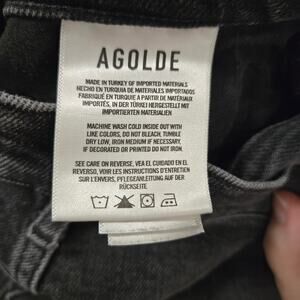 AGOLDE
MADE IN TURKEY OF IMPORTED MATERIALS
HECHO EN TURQUIA DE MATERIALES IMPORTADOS
FABRIQUÉ EN TURQUIE A PARTIR DE MATÉRIAUX
IMPORTÉS, IN DER TÜRKEI HERGESTELLT MIT
IMPORTIERTEN MATERIALIEN
MACHINE WASH COLD INSIDE OUT WITH
LIKE COLORS, DO NOT BLEACH, TUMBLE
DRY LOW, IRON MEDIUM IF NECESSARY,
IF DECORATED OR PRINTED DO NOT IRON.
SEE CARE ON REVERSE, VEA EL CUIDADO EN EL
REVERSO, VOIR LES INSTRUCTIONS D'ENTRETIEN
SUR L'ENVERS, PFLEGEANLEITUNG AUF DER
RÜCKSEITE